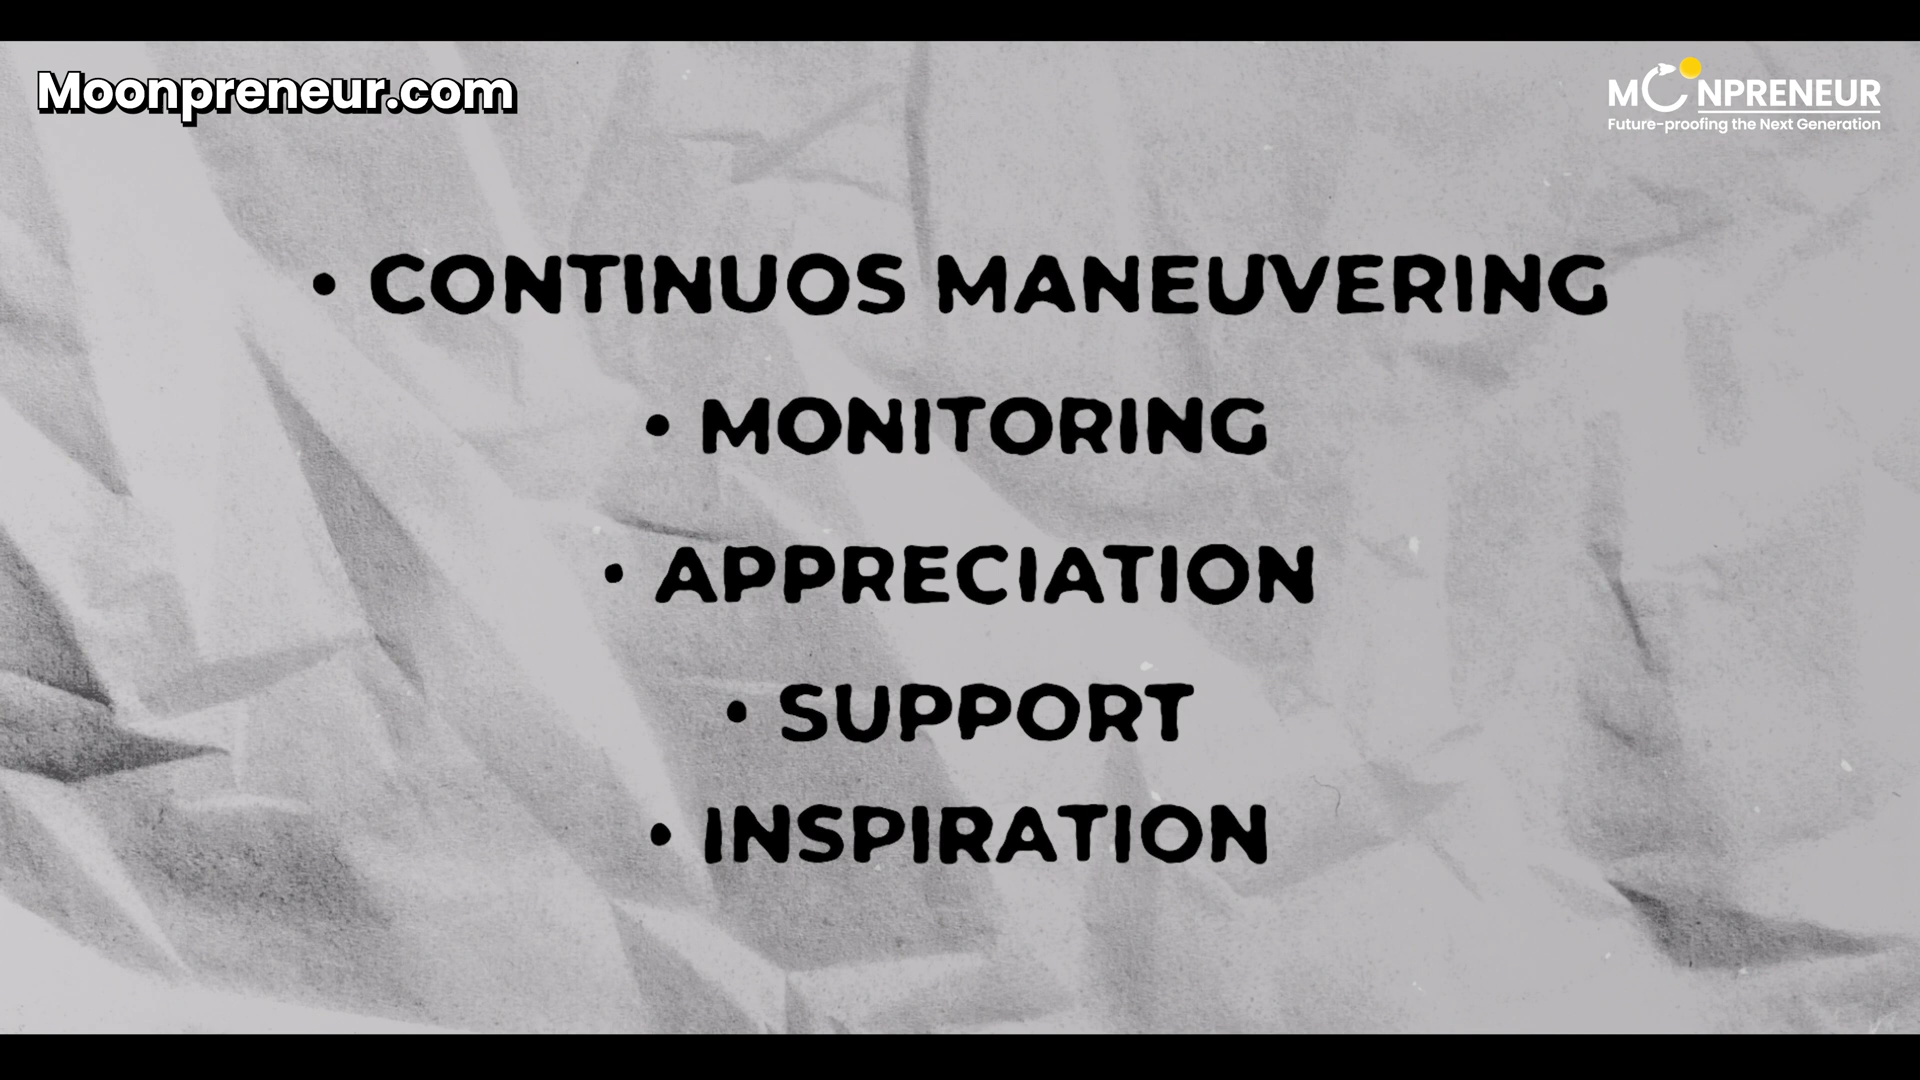 Moonpreneur.com
MOONPRENEUR
Future-proofing the Next Generation
• CONTINUOS MANEUVERING
• MONITORING
• APPRECIATION
• SUPPORT
• INSPIRATION